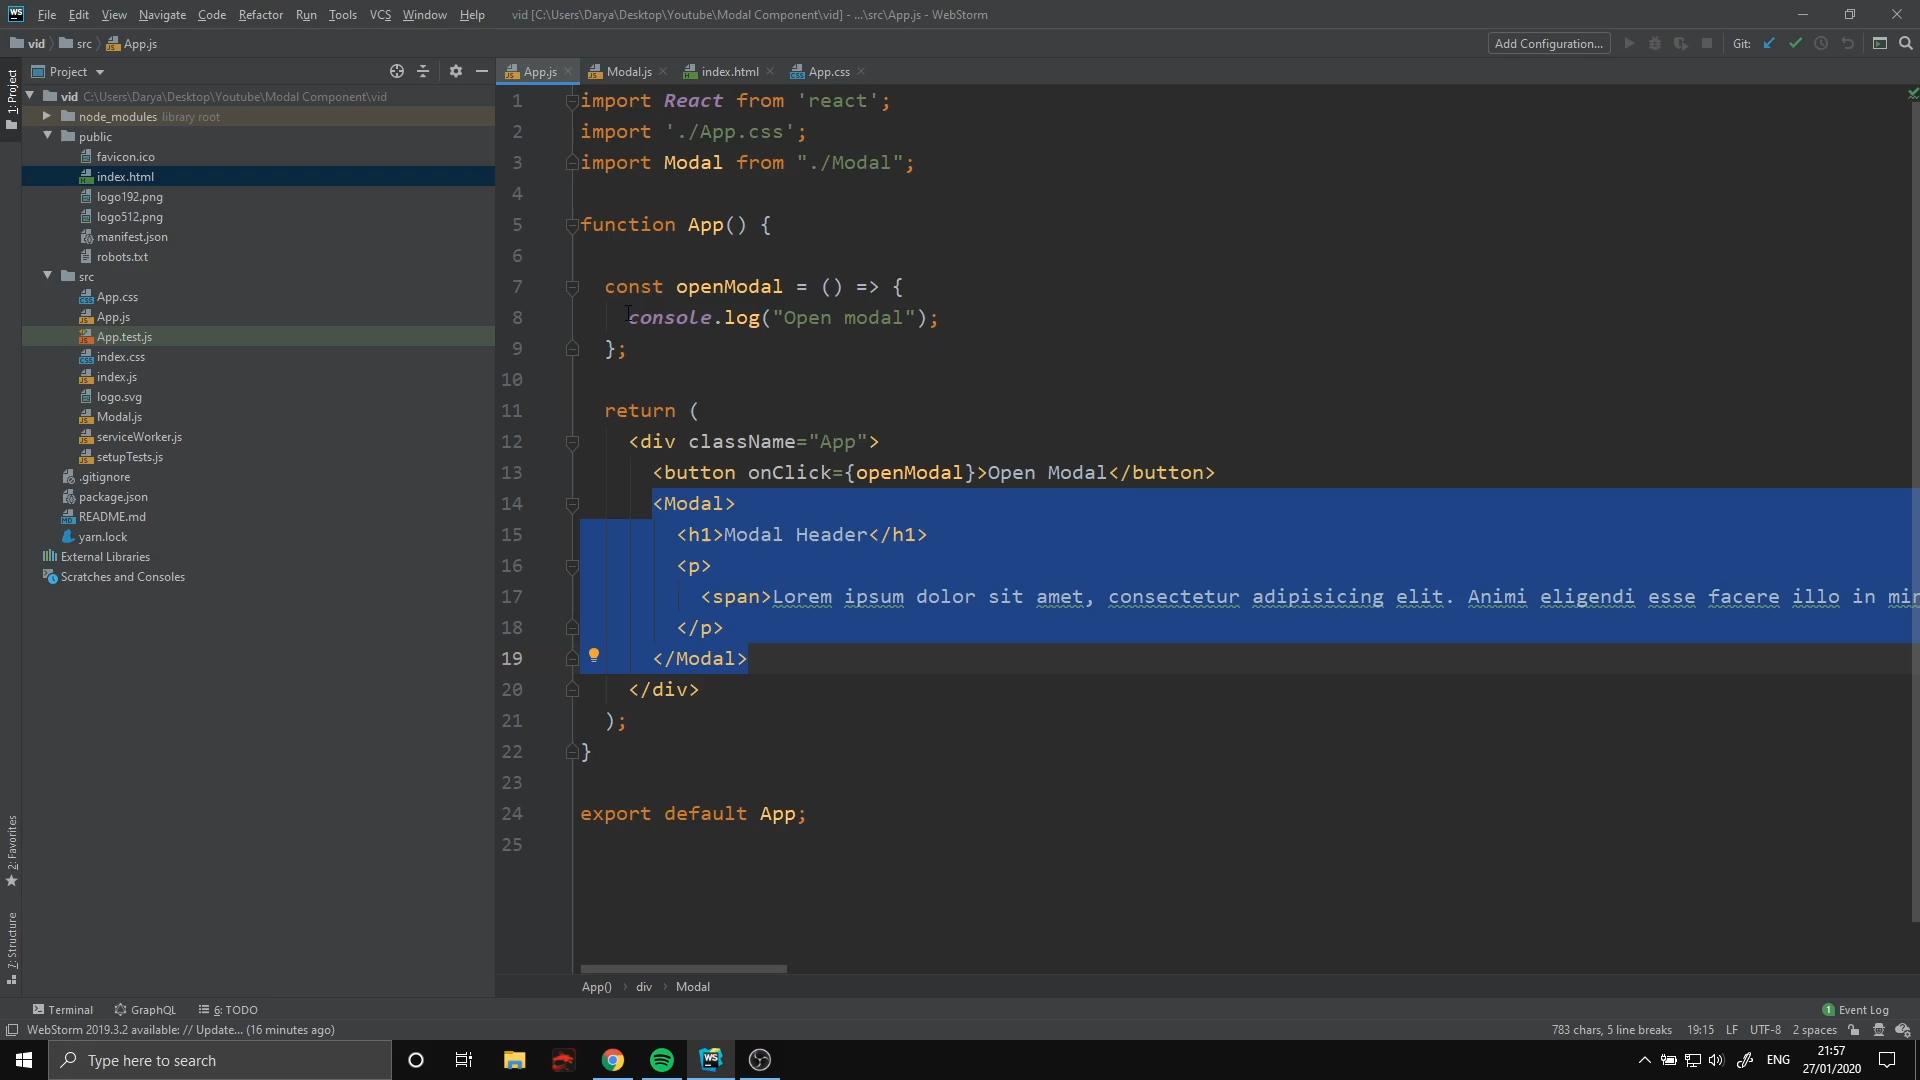 WS File Edit View Navigate Code Refactor Run Tools VCS Window Help vid [C:\Users\Darya\Desktop\Youtube\Modal Component\vid] - ...\src\App.js - WebStorm
vid src App.js Add Configuration... Git:
Project
App.js Modal.js index.html App.css
1: Project
vid C:\Users\Darya\Desktop\Youtube\Modal Component\vid
node_modules library root
public
favicon.ico
index.html
logo192.png
logo512.png
manifest.json
robots.txt
src
App.css
App.js
App.test.js
index.css
index.js
logo.svg
Modal.js
serviceWorker.js
setupTests.js
.gitignore
package.json
README.md
yarn.lock
External Libraries
Scratches and Consoles
2: Favorites
7: Structure
1 import React from 'react';
2 import './App.css';
3 import Modal from "./Modal";
4
5 function App() {
6
7 const openModal = () => {
8 console.log("Open modal");
9 };
10
11 return (
12 <div className="App">
13 <button onClick={openModal}>Open Modal</button>
14 <Modal>
15 <h1>Modal Header</h1>
16 <p>
17 <span>Lorem ipsum dolor sit amet, consectetur adipisicing elit. Animi eligendi esse facere illo in
18 </p>
19 </Modal>
20 </div>
21 );
22 }
23
24 export default App;
25
App() div Modal
Terminal GraphQL 6: TODO 1 Event Log
WebStorm 2019.3.2 available: // Update... (16 minutes ago) 783 chars, 5 line breaks 19:15 LF UTF-8 2 spaces
Type here to search WS ENG 21:57
27/01/2020